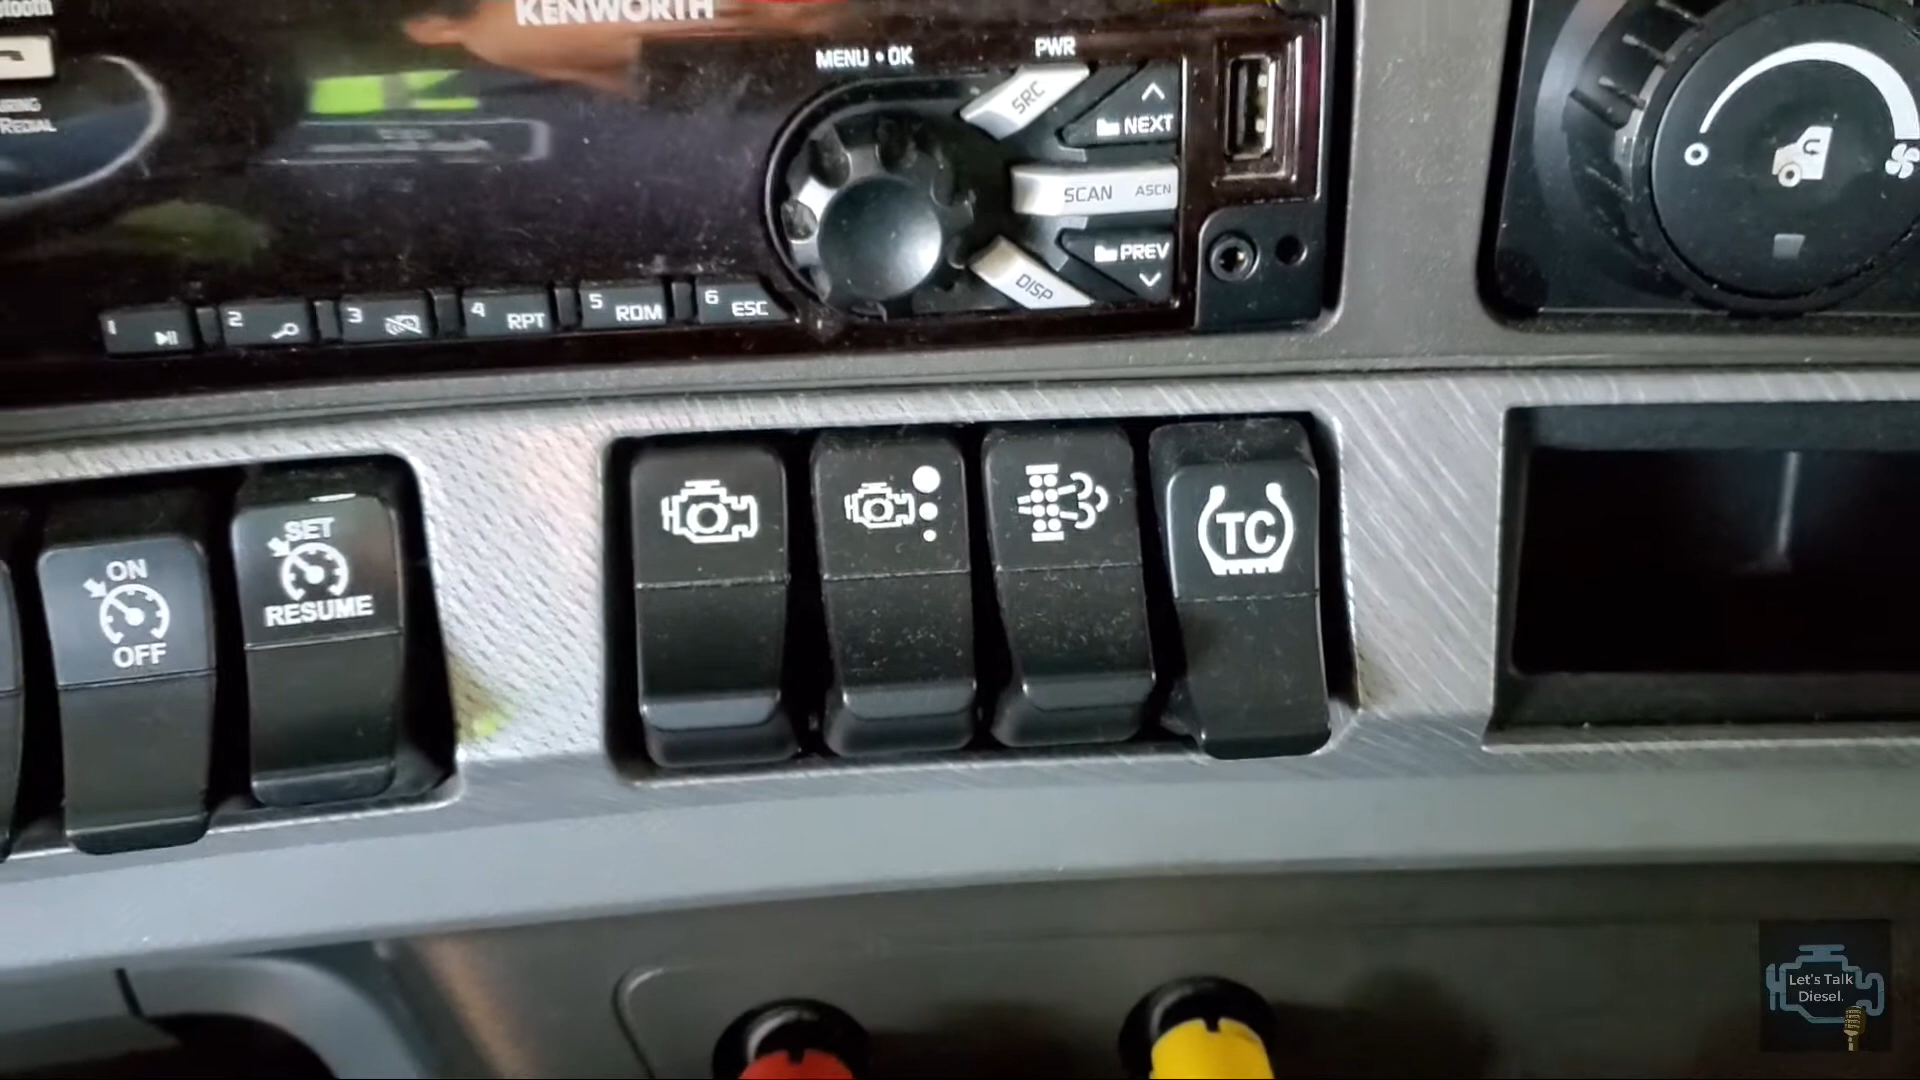 KENWORTH
MENU • OK
PWR
SRC
NEXT
SCAN ASCN
PREV
DISP
REDIAL
1
2
3
4 RPT
5 RDM
6 ESC
ON
OFF
SET
RESUME
TC
Let's Talk
Diesel.